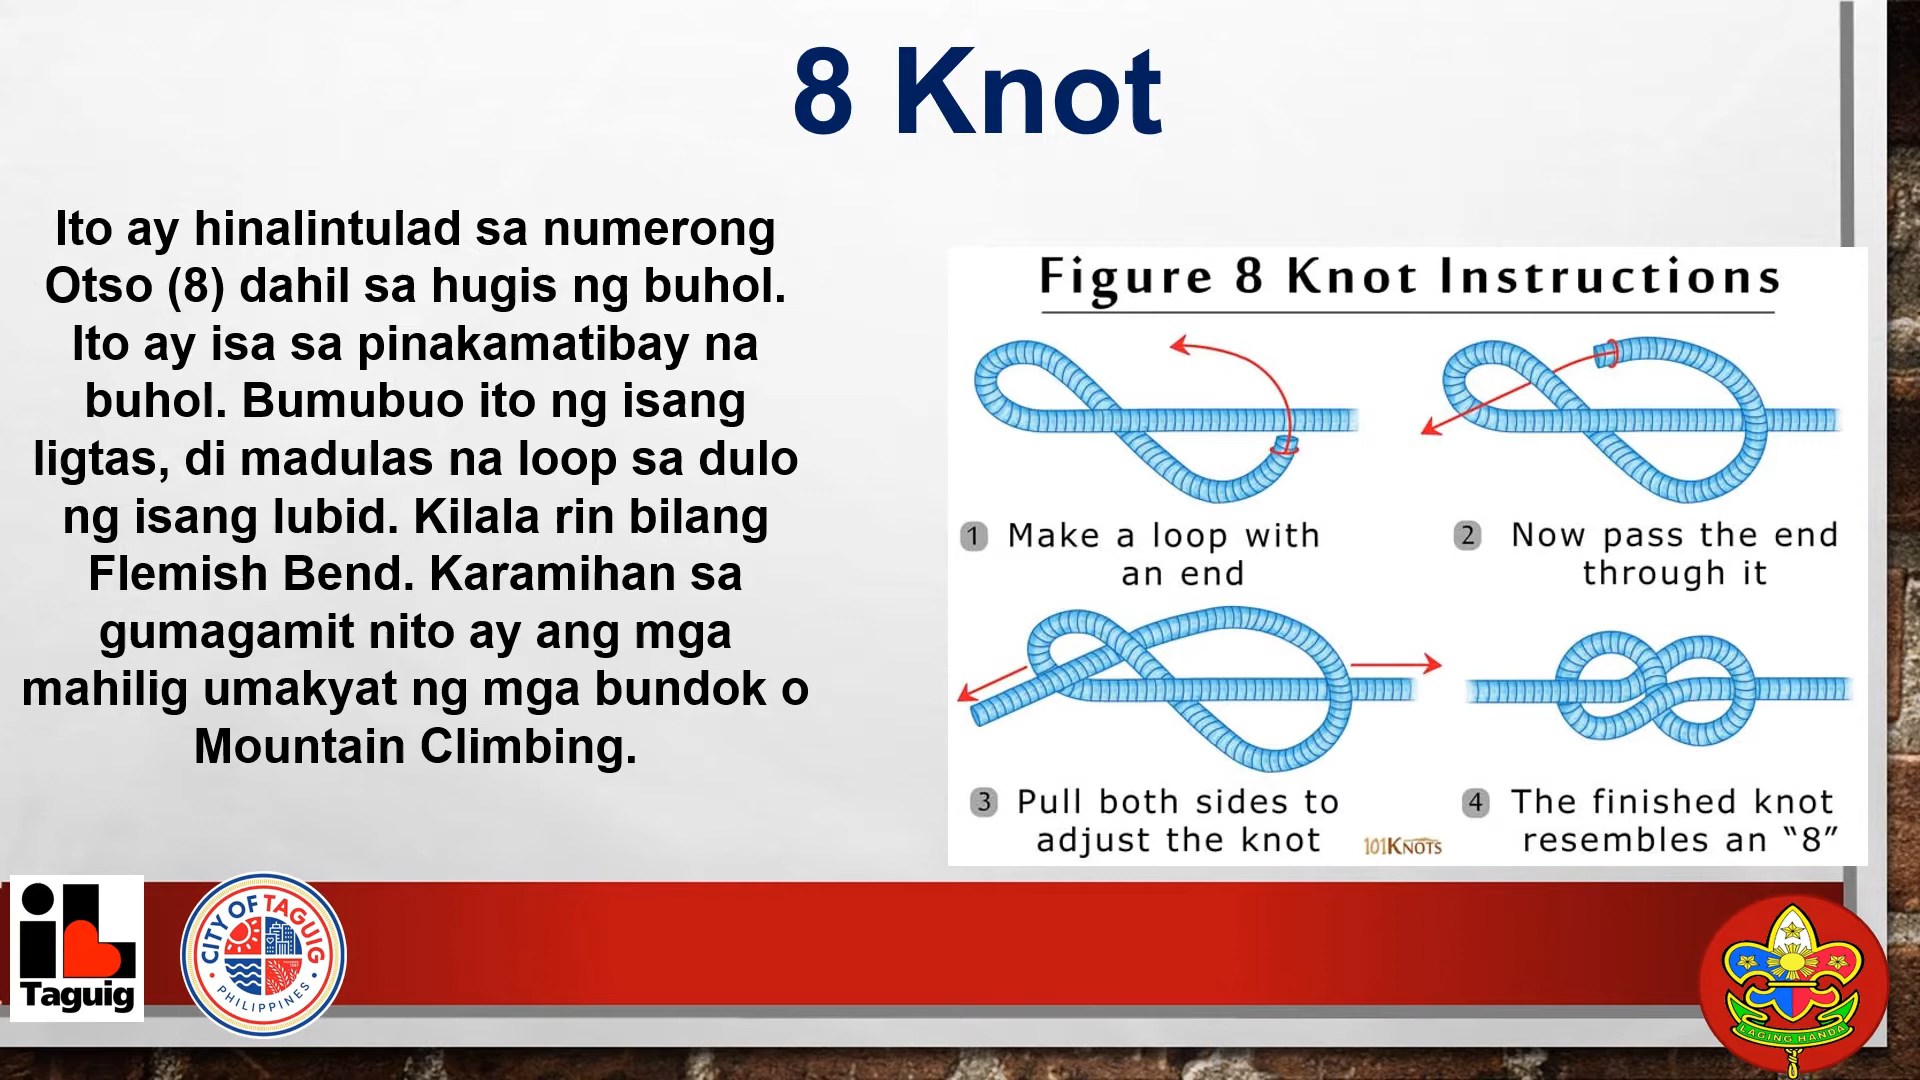 8 Knot
Ito ay hinalintulad sa numerong
Otso (8) dahil sa hugis ng buhol.
Ito ay isa sa pinakamatibay na
buhol. Bumubuo ito ng isang
ligtas, di madulas na loop sa dulo
ng isang lubid. Kilala rin bilang
Flemish Bend. Karamihan sa
gumagamit nito ay ang mga
mahilig umakyat ng mga bundok o
Mountain Climbing.
Figure 8 Knot Instructions
1 Make a loop with
an end
2 Now pass the end
through it
3 Pull both sides to
adjust the knot
101KNOTS
4 The finished knot
resembles an “8”
iL
Taguig
CITY OF TAGUIG
PHILIPPINES
LAGING HANDA